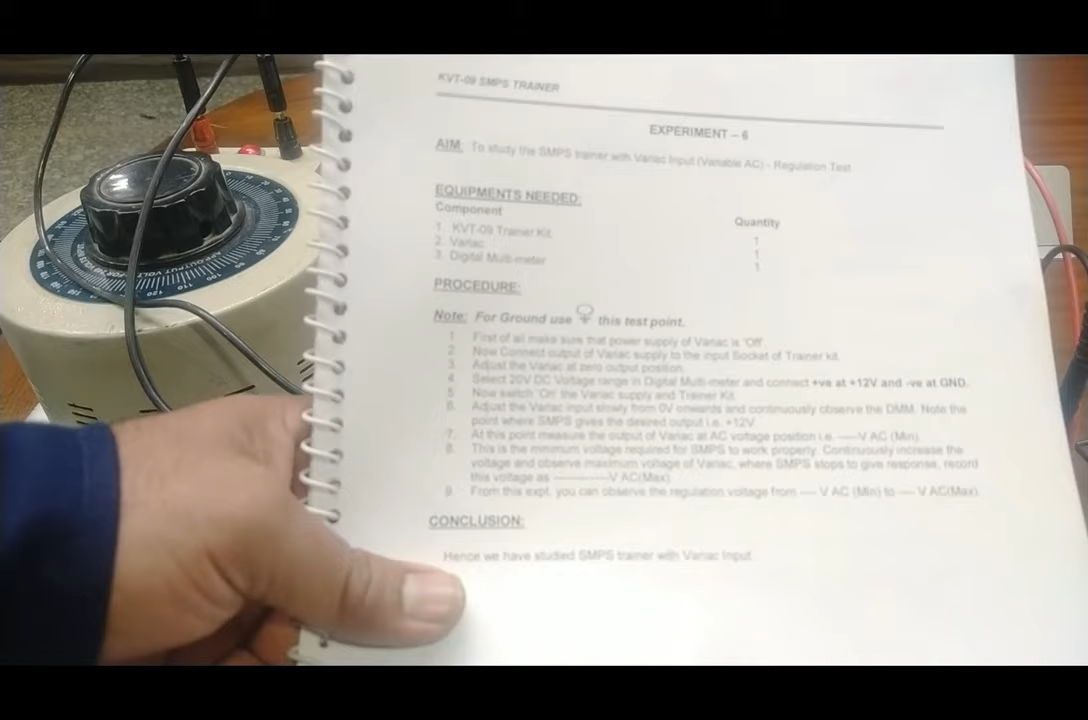 KVT-09 SMPS TRAINER
EXPERIMENT – 6
AIM: To study the SMPS trainer with Variac Input (Variable AC) - Regulation Test
EQUIPMENTS NEEDED:
Component Quantity
1. KVT-09 Trainer Kit 1
2. Variac 1
3. Digital Multi-meter 1
PROCEDURE:
Note: For Ground use this test point.
1. First of all make sure that power supply of Variac is 'Off'
2. Now Connect output of Variac supply to the input Socket of Trainer kit.
3. Adjust the Variac at zero output position.
4. Select 20V DC Voltage range in Digital Multi-meter and connect +ve at +12V and -ve at GND.
5. Now switch 'On' the Variac supply and Trainer Kit.
6. Adjust the Variac input slowly from 0V onwards and continuously observe the DMM. Note the
point where SMPS gives the desired output i.e. +12V
7. At this point measure the output of Variac at AC voltage position i.e. -----V AC (Min).
8. This is the minimum voltage required for SMPS to work properly. Continuously increase the
voltage and observe maximum voltage of Variac, where SMPS stops to give response, record
this voltage as --------------V AC(Max).
9. From this expt. you can observe the regulation voltage from ---- V AC (Min) to ---- V AC(Max).
CONCLUSION:
Hence we have studied SMPS trainer with Variac Input